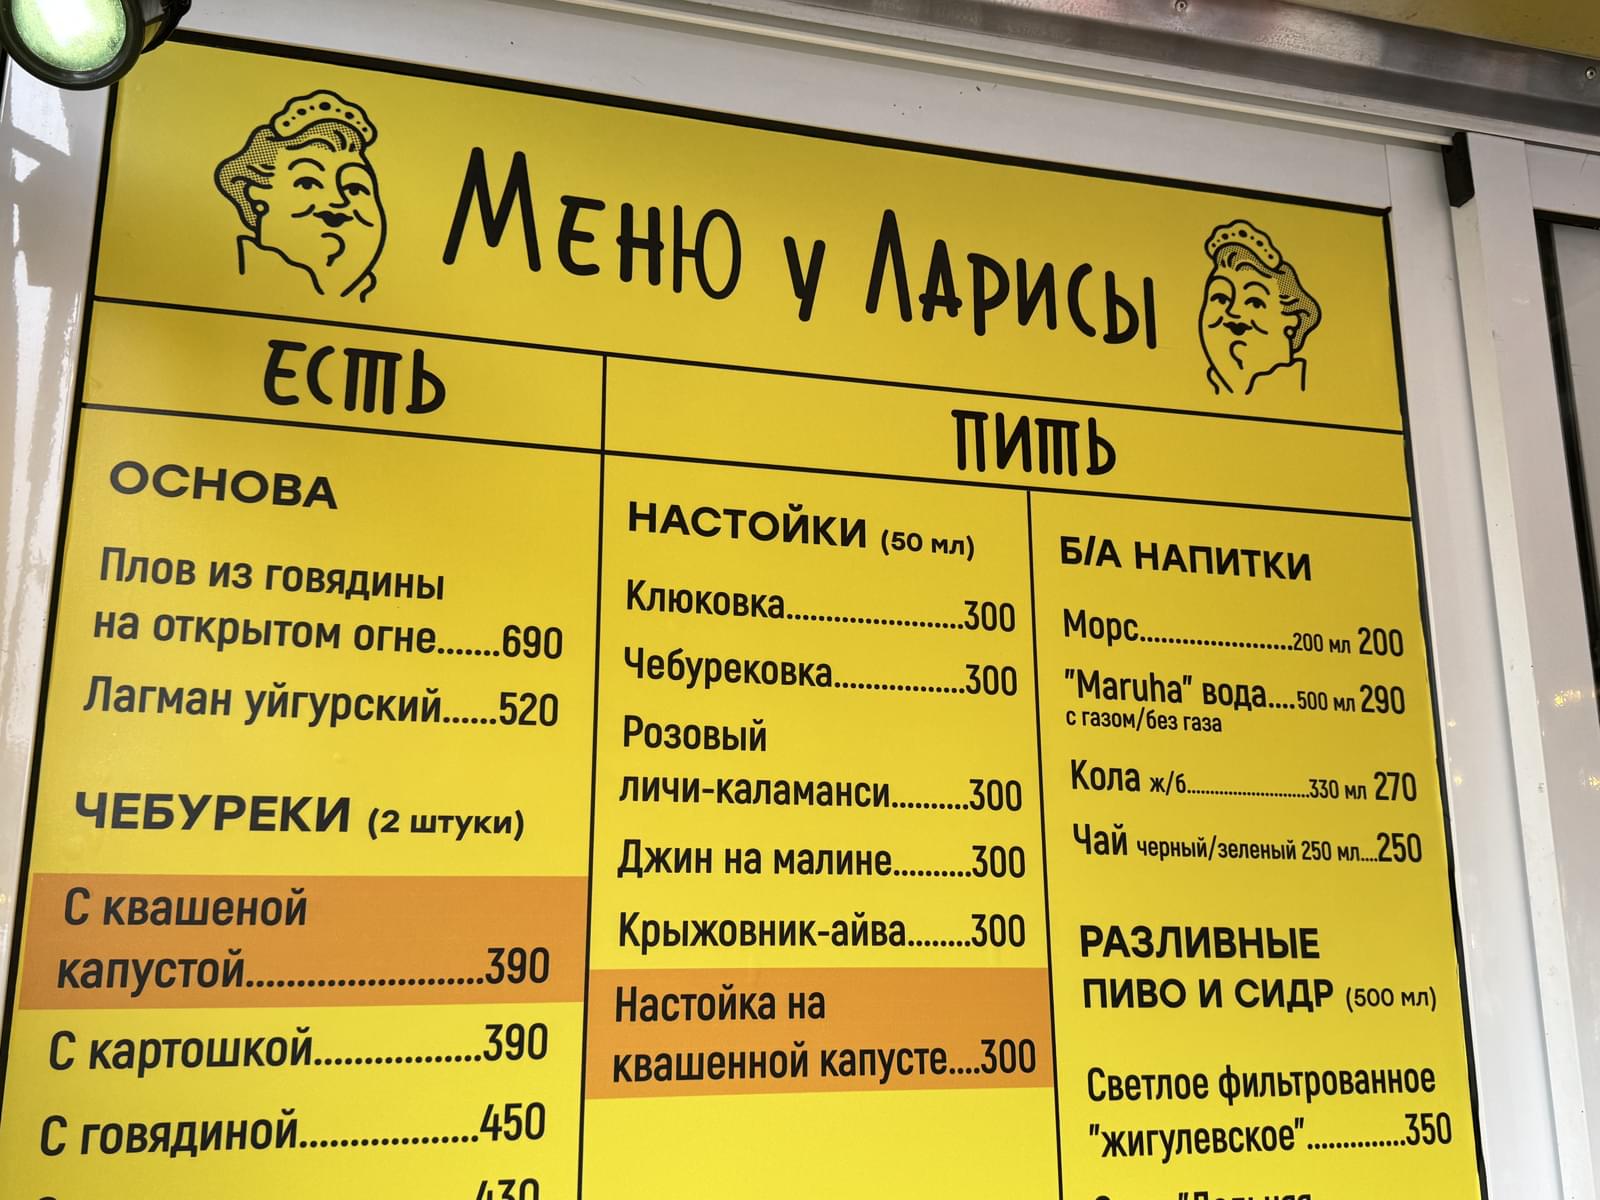 Меню у Ларисы
есть
ОСНОВА
Плов из говядины
на открытом огне.......690
Лагман уйгурский......520
ЧЕБУРЕКИ (2 штуки)
С квашеной
капустой........................390
С картошкой.................390
С говядиной..................450
430
пить
НАСТОЙКИ (50 мл)
Клюковка.......................300
Чебурековка.................300
Розовый
личи-каламанси..........300
Джин на малине..........300
Крыжовник-айва........300
Настойка на
квашенной капусте....300
Б/А НАПИТКИ
Морс......................200 мл 200
"Maruha" вода....500 мл 290
с газом/без газа
Кола ж/б..........................330 мл 270
Чай черный/зеленый 250 мл....250
РАЗЛИВНЫЕ
ПИВО И СИДР (500 мл)
Светлое фильтрованное
"жигулевское".............350